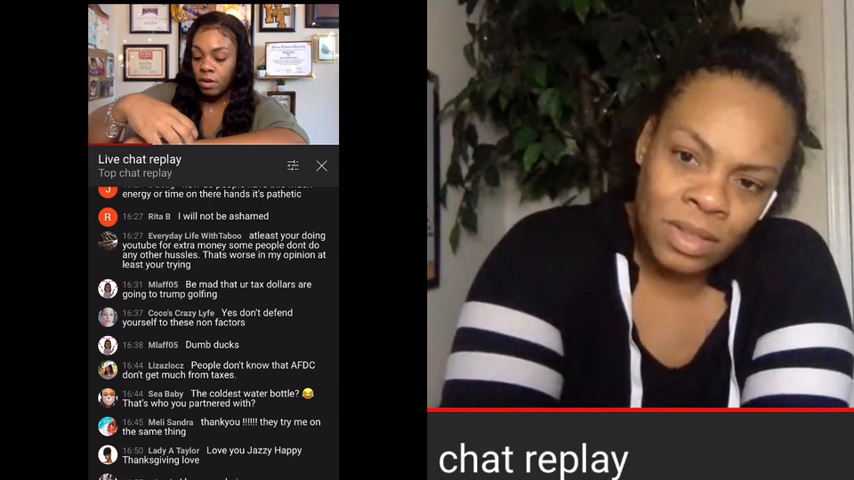 Live chat replay
Top chat replay
energy or time on there hands it's pathetic
R
16:27 Rita B I will not be ashamed
16:27 Everyday Life WithTaboo atleast your doing
youtube for extra money some people dont do
any other hussles. Thats worse in my opinion at
least your trying
16:31 Mlaff05 Be mad that ur tax dollars are
going to trump golfing
16:37 Coco's Crazy Lyfe Yes don't defend
yourself to these non factors
16:38 Mlaff05 Dumb ducks
16:44 Lizazlocz People don't know that AFDC
don't get much from taxes.
16:44 Sea Baby The coldest water bottle? 😂
That's who you partnered with?
16:45 Meli Sandra thankyou !!!!!! they try me on
the same thing
16:50 Lady A Taylor Love you Jazzy Happy
Thanksgiving love
chat replay